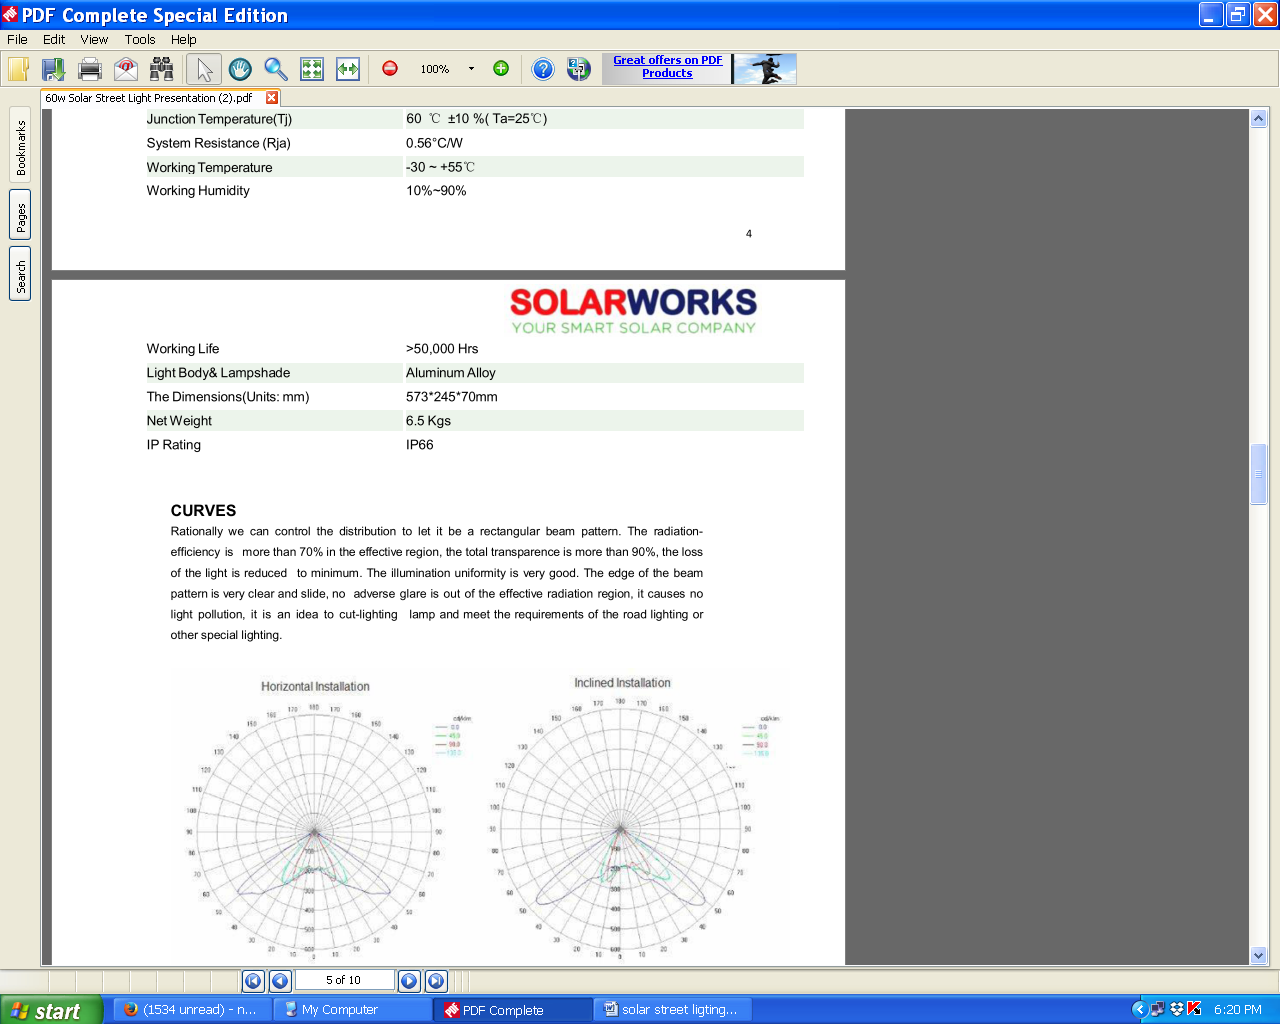 PDF Complete Special Edition
File Edit View Tools Help
100%
Great offers on PDF
Products
60w Solar Street Light Presentation (2).pdf
Bookmarks
Pages
Search
Junction Temperature(Tj) 60 ℃ ±10 %( Ta=25℃)
System Resistance (Rja) 0.56°C/W
Working Temperature -30 ~ +55℃
Working Humidity 10%~90%
4
SOLARWORKS
YOUR SMART SOLAR COMPANY
Working Life >50,000 Hrs
Light Body& Lampshade Aluminum Alloy
The Dimensions(Units: mm) 573*245*70mm
Net Weight 6.5 Kgs
IP Rating IP66
CURVES
Rationally we can control the distribution to let it be a rectangular beam pattern. The radiation-
efficiency is more than 70% in the effective region, the total transparence is more than 90%, the loss
of the light is reduced to minimum. The illumination uniformity is very good. The edge of the beam
pattern is very clear and slide, no adverse glare is out of the effective radiation region, it causes no
light pollution, it is an idea to cut-lighting lamp and meet the requirements of the road lighting or
other special lighting.
Horizontal Installation
Inclined Installation
5 of 10
start
(1534 unread) - n...
My Computer
PDF Complete
solar street ligting...
6:20 PM